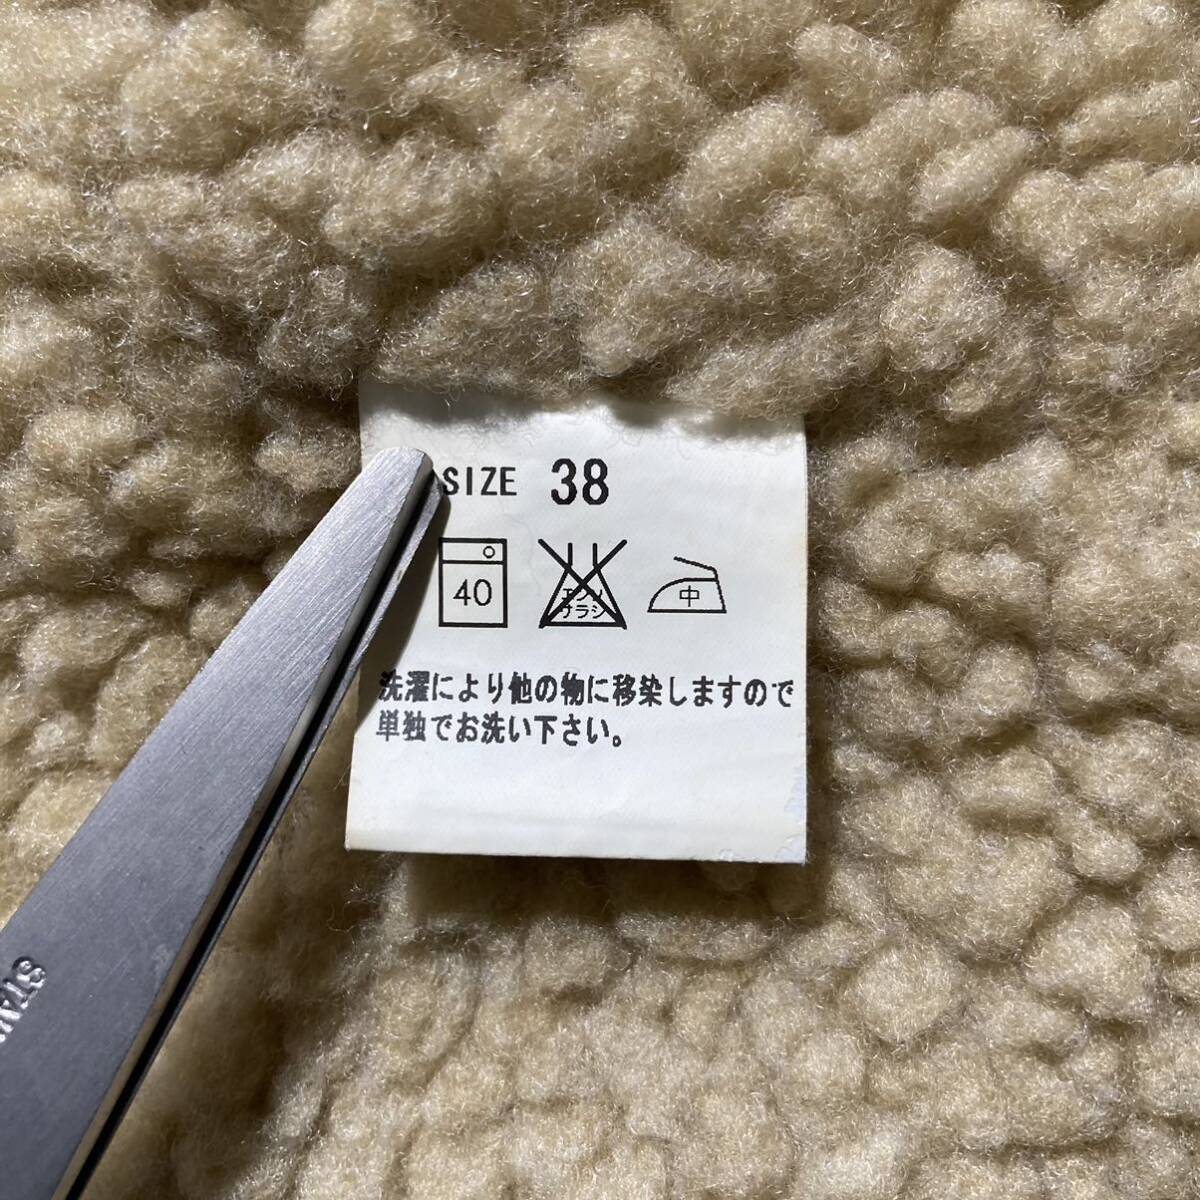 SIZE 38
40
エンソ
サラシ
中
洗濯により他の物に移染しますので
単独でお洗い下さい。